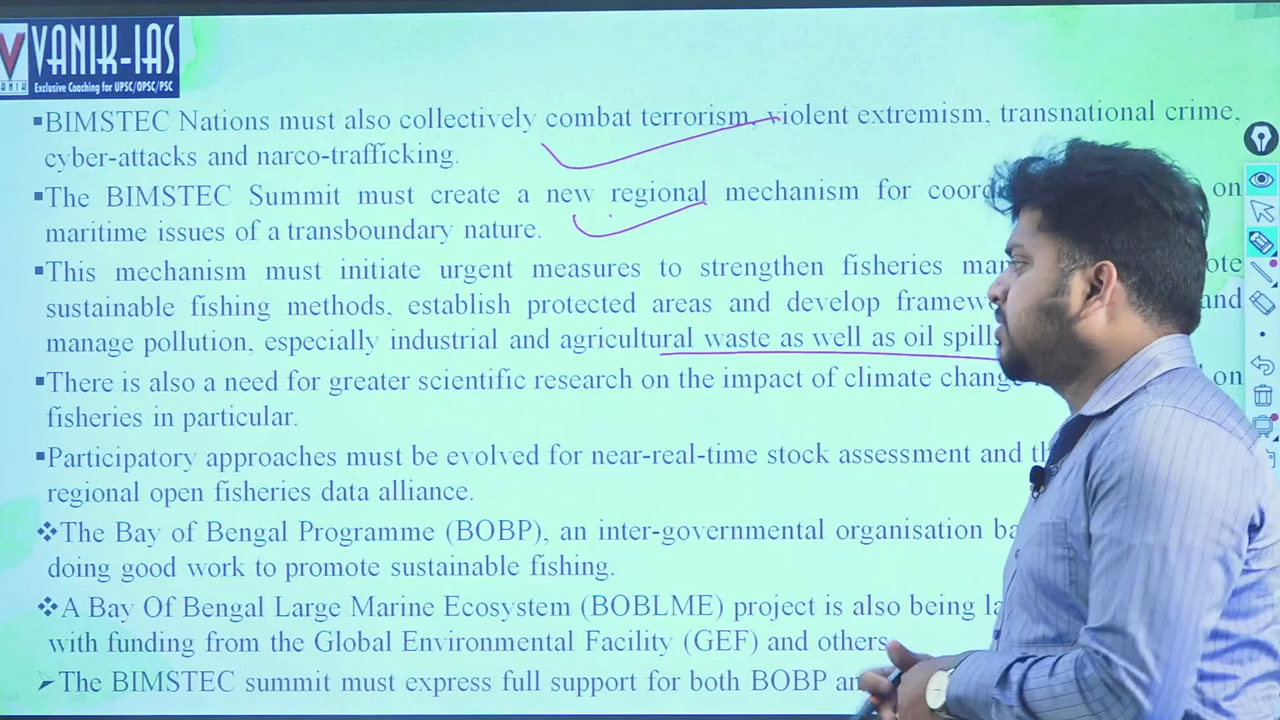 VANIK-IAS
VANIK
Exclusive Coaching for UPSC/OPSC/PSC
▪BIMSTEC Nations must also collectively combat terrorism, violent extremism, transnational crime,
cyber-attacks and narco-trafficking.
▪The BIMSTEC Summit must create a new regional mechanism for on
maritime issues of a transboundary nature.
▪This mechanism must initiate urgent measures to strengthen fisheries
sustainable fishing methods, establish protected areas and develop and
manage pollution, especially industrial and agricultural waste as well as oil spills
▪There is also a need for greater scientific research on the impact of climate change on
fisheries in particular.
▪Participatory approaches must be evolved for near-real-time stock assessment and
regional open fisheries data alliance.
❖The Bay of Bengal Programme (BOBP), an inter-governmental organisation
doing good work to promote sustainable fishing.
❖A Bay Of Bengal Large Marine Ecosystem (BOBLME) project is also being
with funding from the Global Environmental Facility (GEF) and others
➢The BIMSTEC summit must express full support for both BOBP